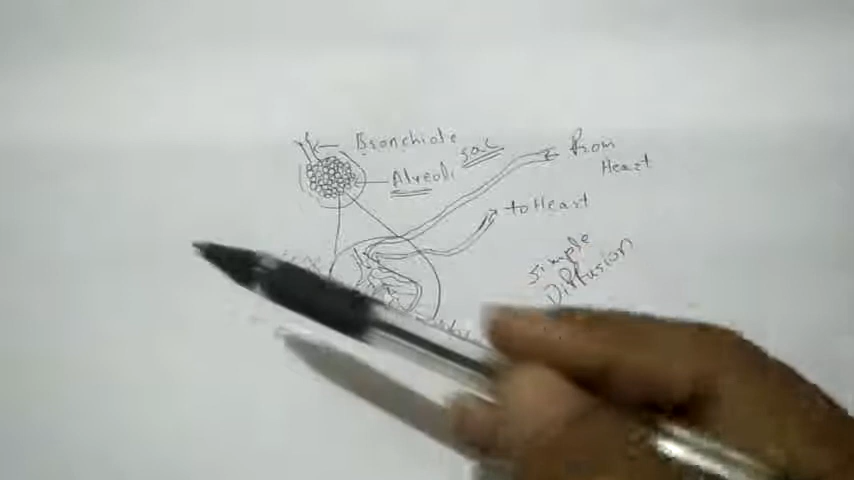 Bronchiole
Alveoli sac
From
Heart
to Heart
Simple
Diffusion